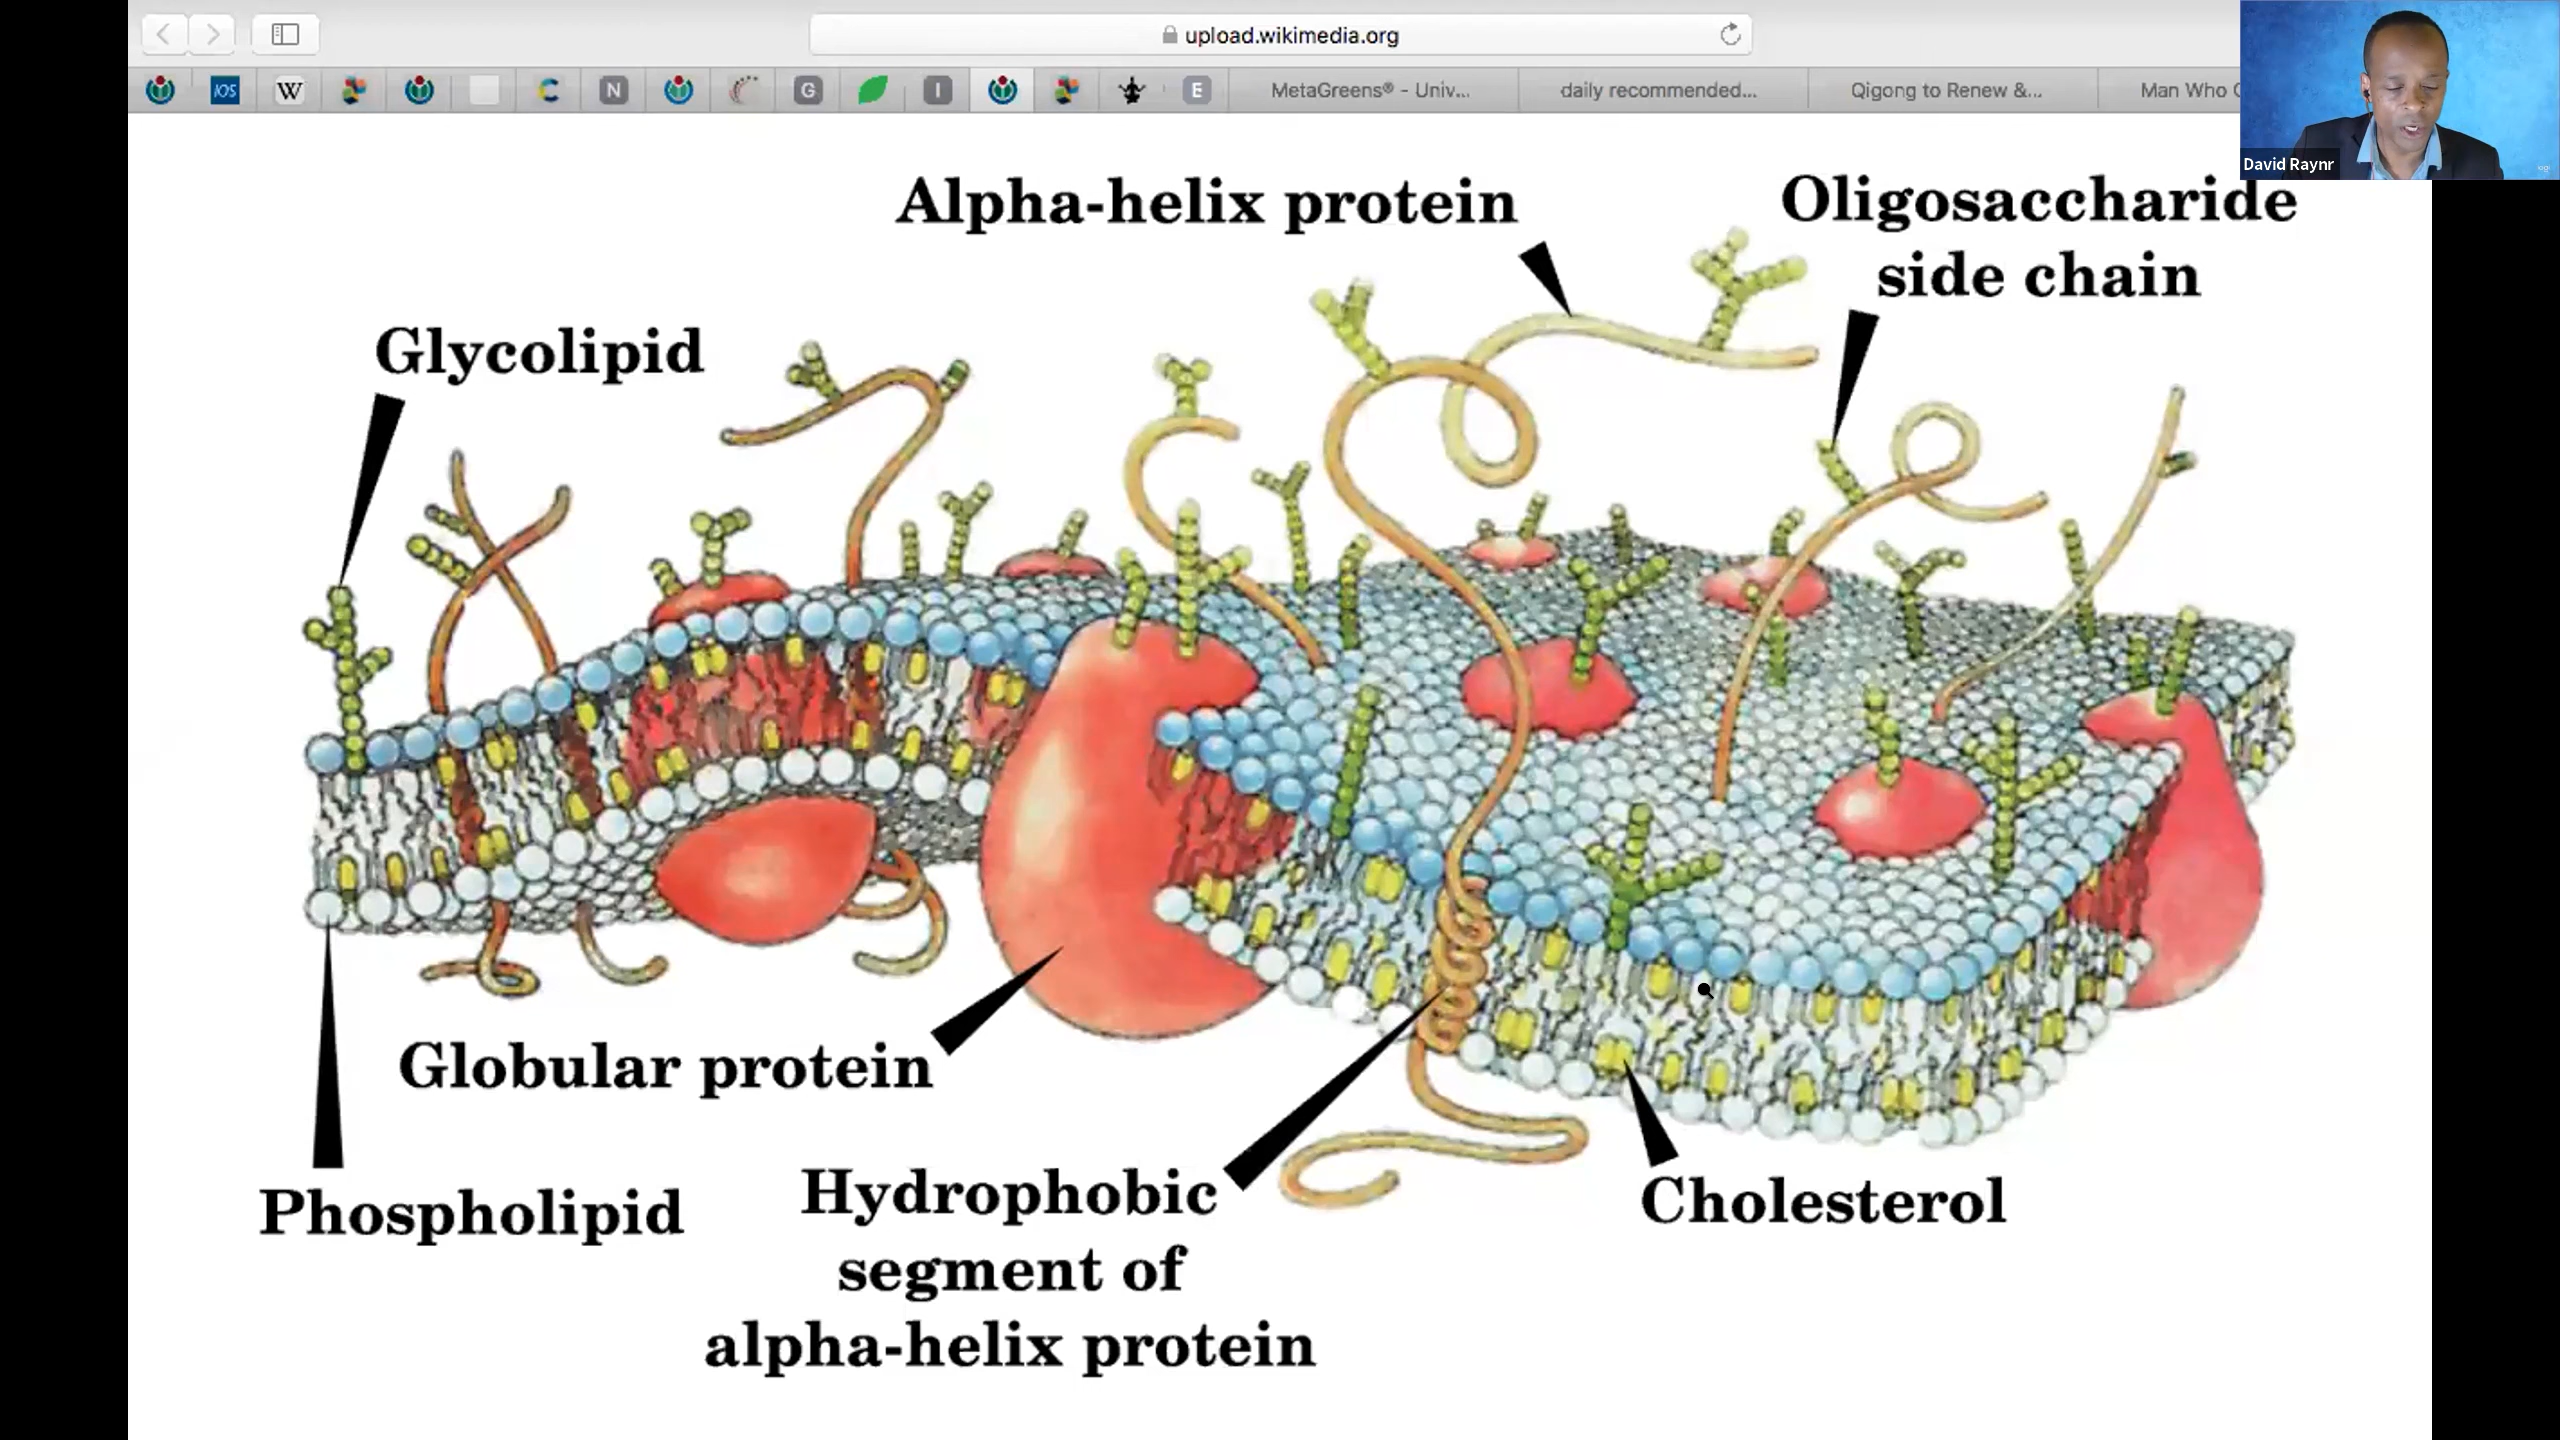 upload.wikimedia.org
IOS
W
C
N
G
I
E
MetaGreens® - Univ...
daily recommended...
Qigong to Renew &...
Man Who
David Raynr
Alpha-helix protein
Oligosaccharide
side chain
Glycolipid
Globular protein
Phospholipid
Hydrophobic
segment of
alpha-helix protein
Cholesterol